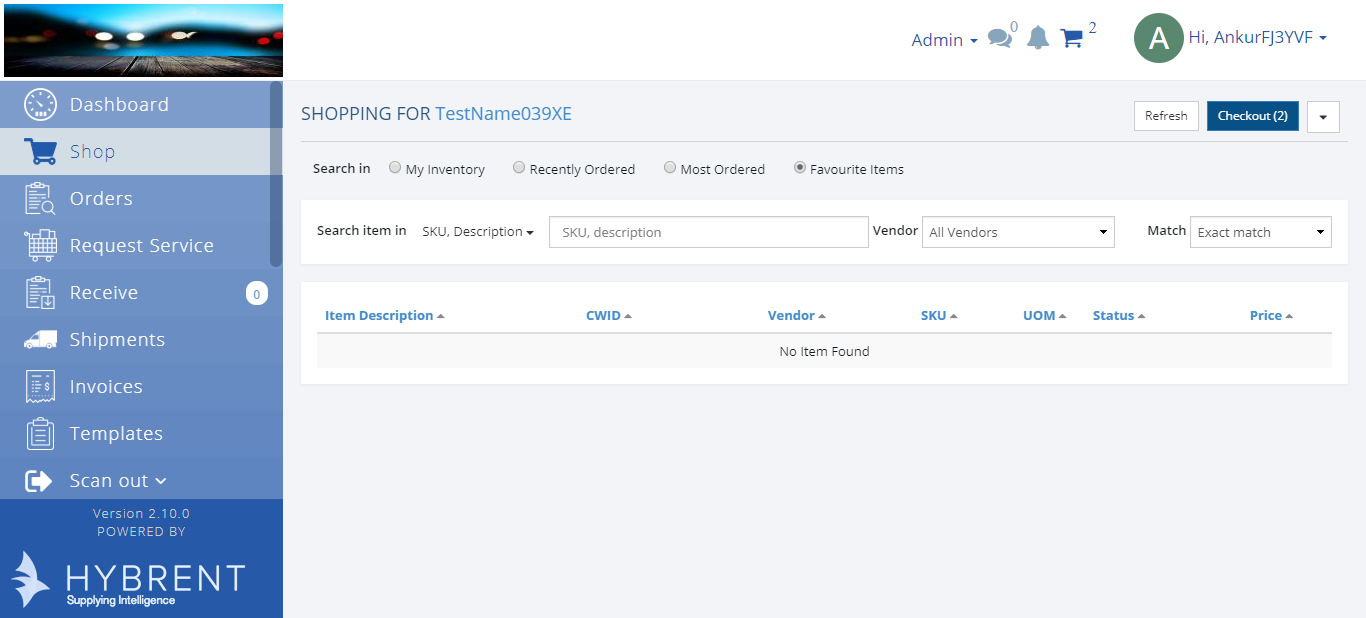 Admin 0 2 A Hi, AnkurFJ3YVF
Dashboard
Shop
Orders
Request Service
Receive 0
Shipments
Invoices
Templates
Scan out
Version 2.10.0
POWERED BY
HYBRENT
Supplying Intelligence
SHOPPING FOR TestName039XE Refresh Checkout (2)
Search in My Inventory Recently Ordered Most Ordered Favourite Items
Search item in SKU, Description SKU, description Vendor All Vendors Match Exact match
Item Description CWID Vendor SKU UOM Status Price
No Item Found